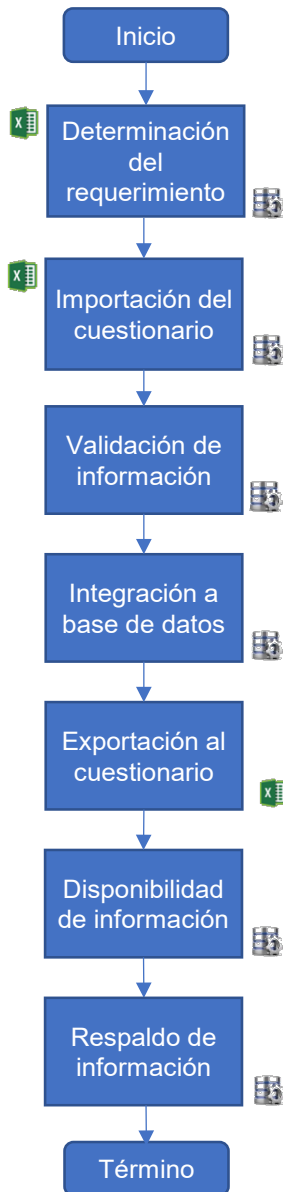 Inicio
Determinación
del
requerimiento
Importación del
cuestionario
Validación de
información
Integración a
base de datos
Exportación al
cuestionario
Disponibilidad
de información
Respaldo de
información
Término